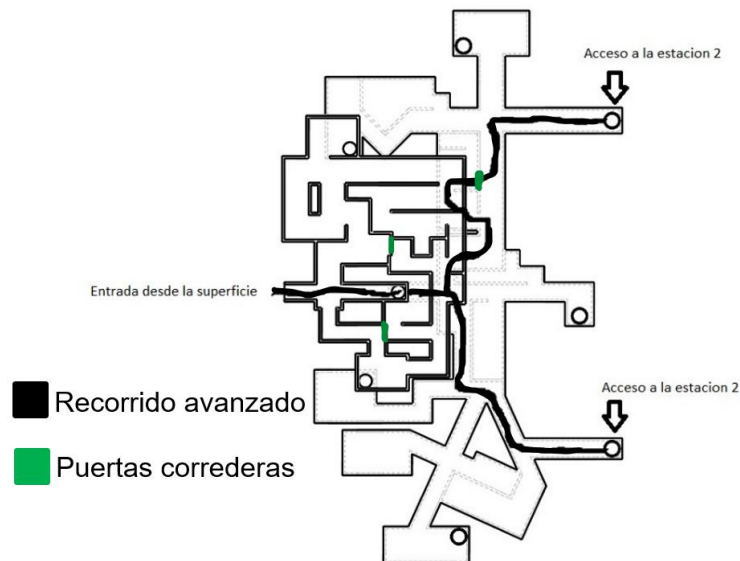 Acceso a la estacion 2
Entrada desde la superficie
Acceso a la estacion 2
Recorrido avanzado
Puertas correderas